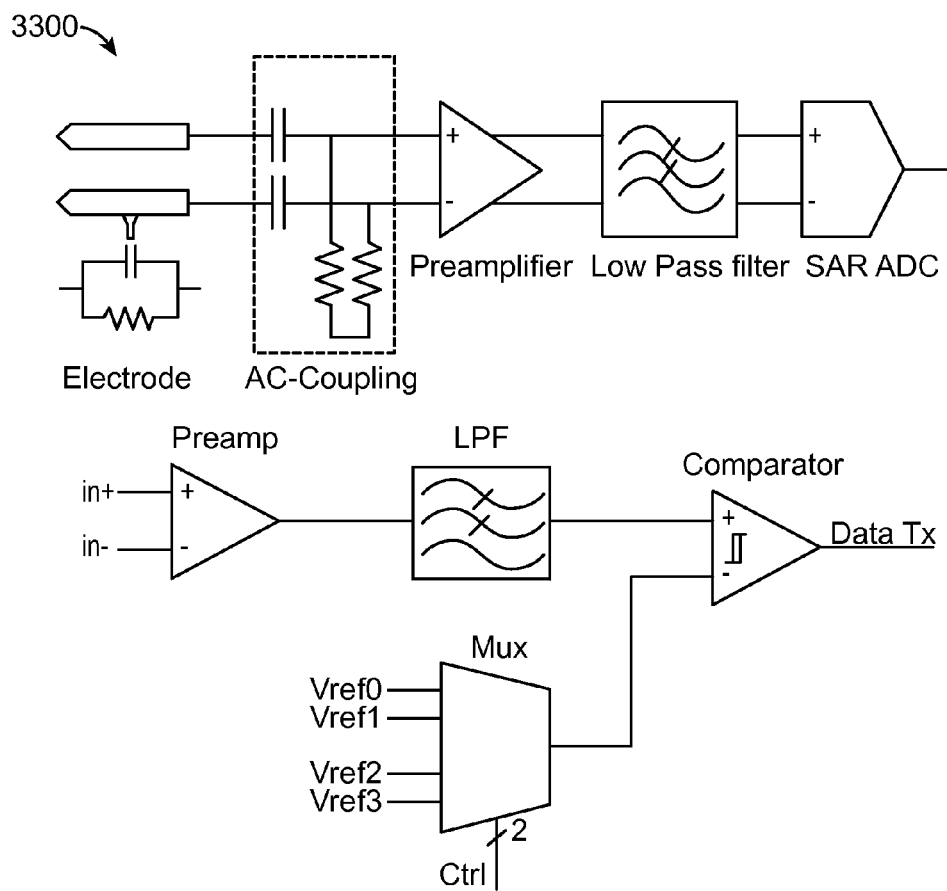 3300
+
-
+
-
Preamplifier
Low Pass filter
SAR ADC
Electrode
AC-Coupling
Preamp
LPF
Comparator
in+
+
in-
-
+
-
Data Tx
Mux
Vref0
Vref1
Vref2
Vref3
2
Ctrl